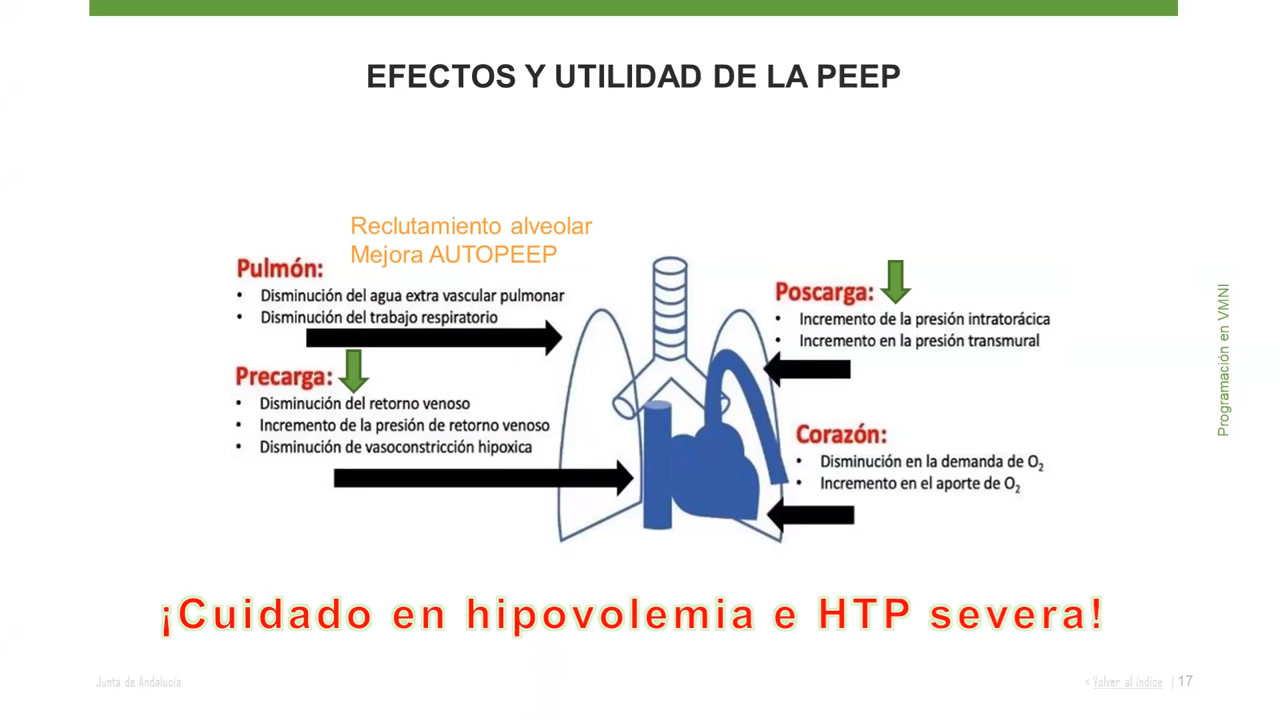 EFECTOS Y UTILIDAD DE LA PEEP
Reclutamiento alveolar
Mejora AUTOPEEP
Pulmón:
• Disminución del agua extra vascular pulmonar
• Disminución del trabajo respiratorio
Precarga:
• Disminución del retorno venoso
• Incremento de la presión de retorno venoso
• Disminución de vasoconstricción hipoxica
Poscarga:
• Incremento de la presión intratorácica
• Incremento en la presión transmural
Corazón:
• Disminución en la demanda de O₂
• Incremento en el aporte de O₂
Programación en VMNI
¡Cuidado en hipovolemia e HTP severa!
Junta de Andalucía
< Volver al índice | 17